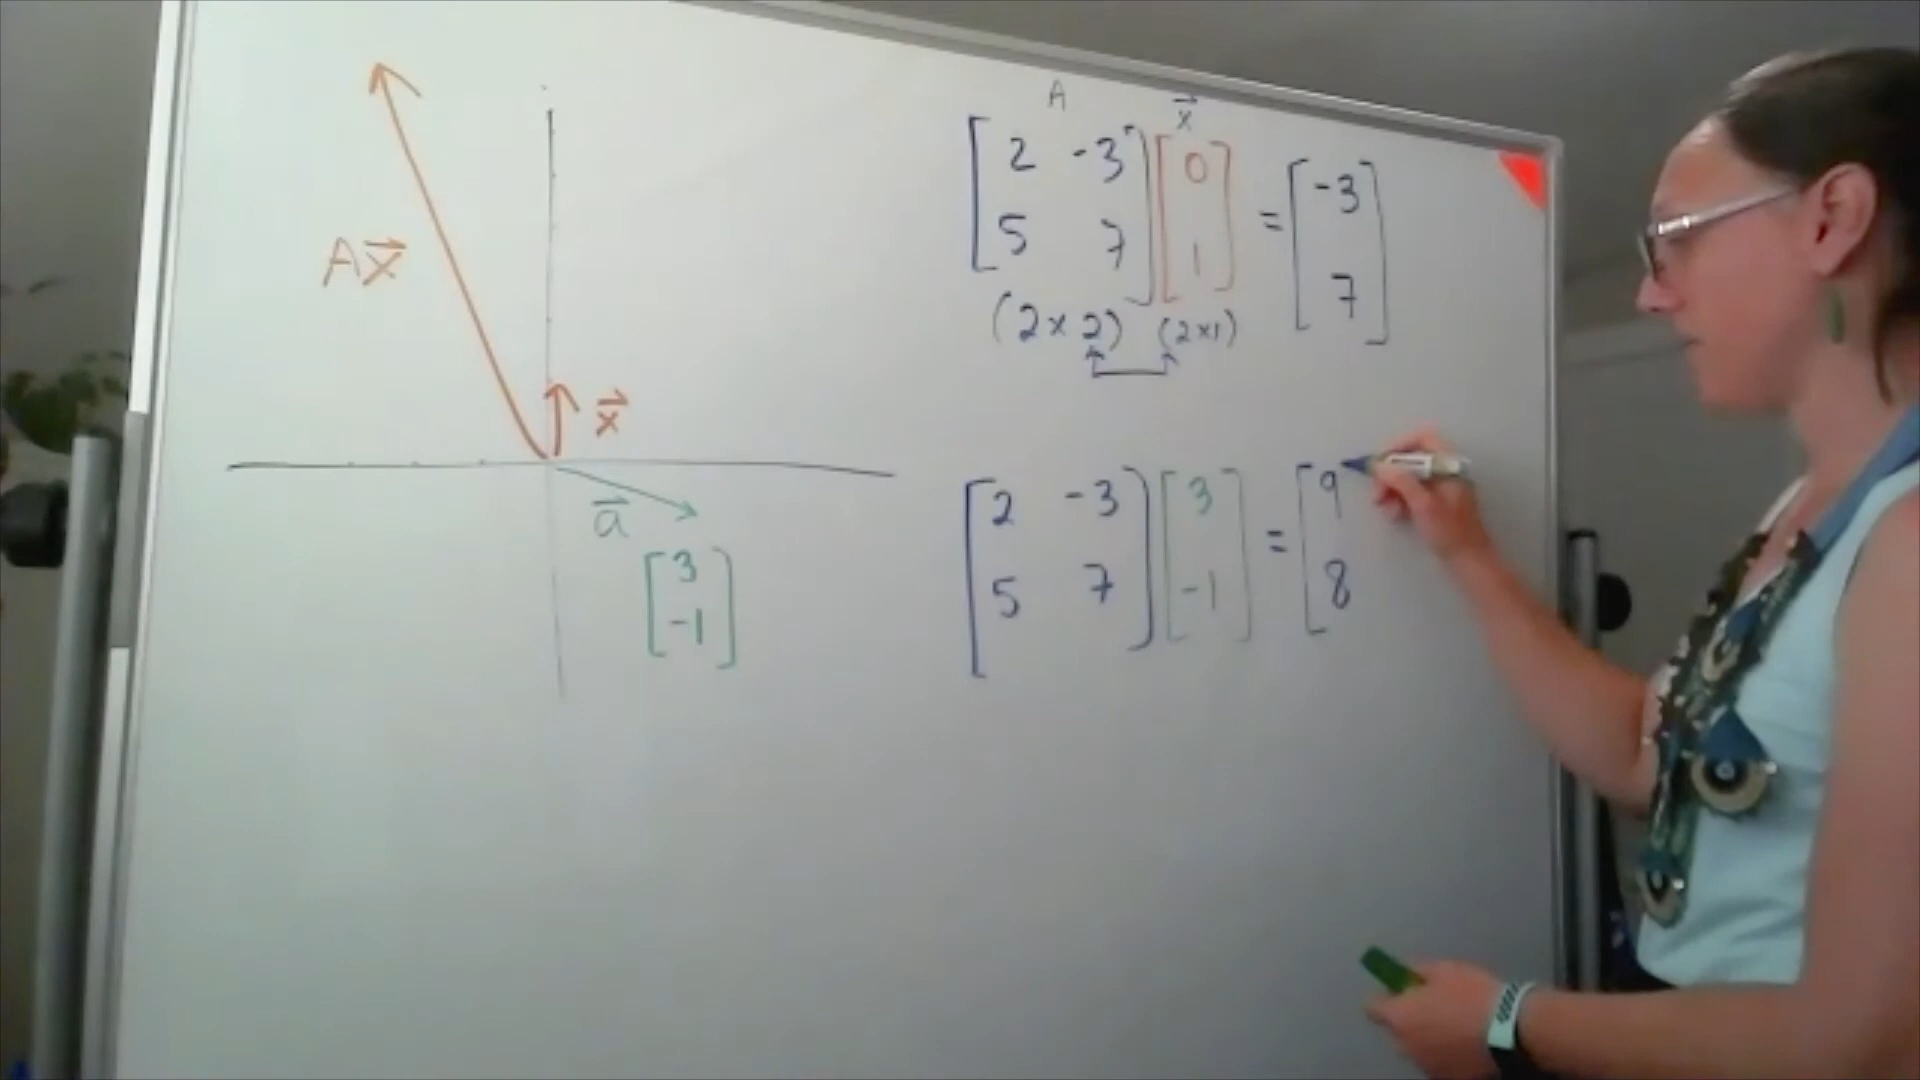 A x⃗
x⃗
a⃗
[3
-1]
A x⃗
[2 -3] [0] = [-3]
[5 7] [1] [7]
(2×2) (2×1)
[2 -3] [3] = [9
[5 7] [-1] [8